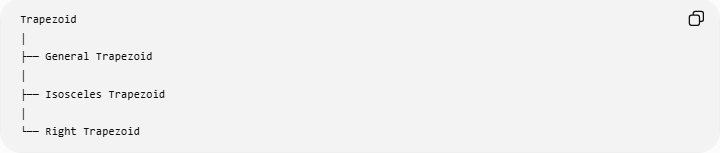 Trapezoid
│
├── General Trapezoid
│
├── Isosceles Trapezoid
│
└── Right Trapezoid